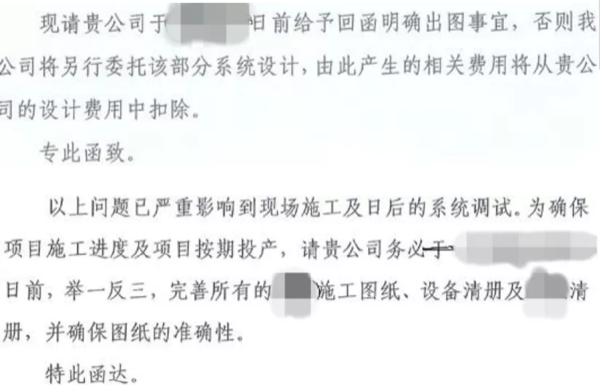 现请贵公司于
日前给予回函明确出图事宜，否则我
公司将另行委托该部分系统设计，由此产生的相关费用将从贵公
司的设计费用中扣除。
专此函致。
以上问题已严重影响到现场施工及日后的系统调试。为确保
项目施工进度及项目按期投产，请贵公司务必于
日前，举一反三，完善所有的
施工图纸、设备清册及
清
册，并确保图纸的准确性。
特此函达。